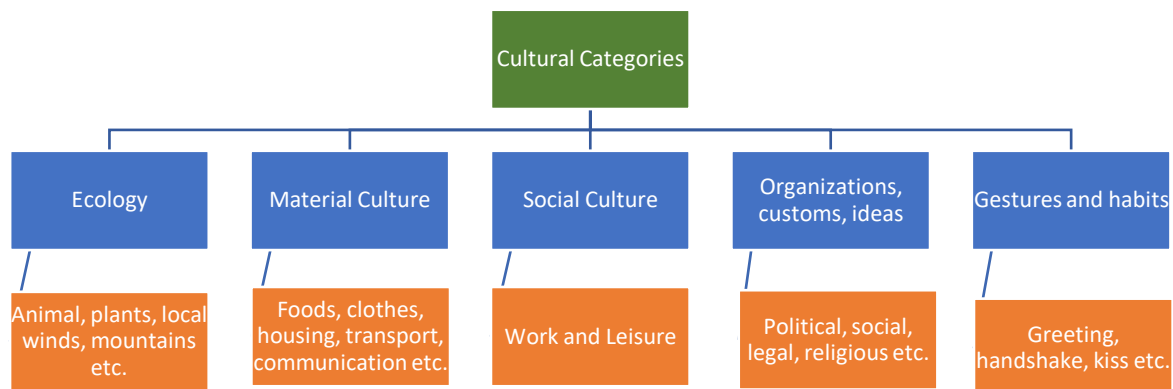 Cultural Categories
Ecology
Material Culture
Social Culture
Organizations,
customs, ideas
Gestures and habits
Animal, plants, local
winds, mountains
etc.
Foods, clothes,
housing, transport,
communication etc.
Work and Leisure
Political, social,
legal, religious etc.
Greeting,
handshake, kiss etc.